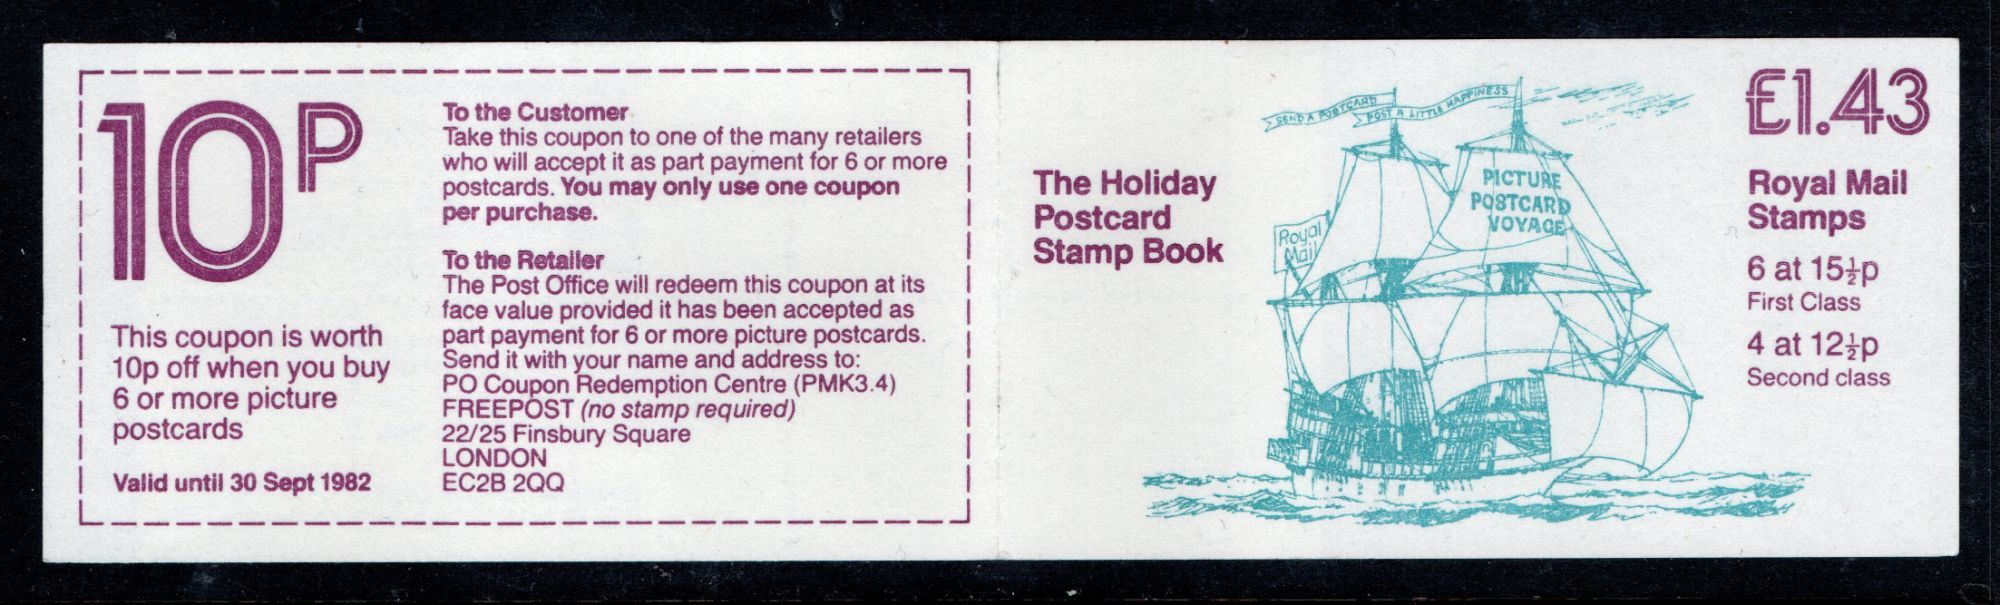 10P
This coupon is worth
10p off when you buy
6 or more picture
postcards
Valid until 30 Sept 1982
To the Customer
Take this coupon to one of the many retailers
who will accept it as part payment for 6 or more
postcards. You may only use one coupon
per purchase.
To the Retailer
The Post Office will redeem this coupon at its
face value provided it has been accepted as
part payment for 6 or more picture postcards.
Send it with your name and address to:
PO Coupon Redemption Centre (PMK3.4)
FREEPOST (no stamp required)
22/25 Finsbury Square
LONDON
EC2B 2QQ
The Holiday
Postcard
Stamp Book
SEND A POSTCARD
POST A LITTLE HAPPINESS
PICTURE
POSTCARD
VOYAGE
Royal
Mail
£1.43
Royal Mail
Stamps
6 at 15½p
First Class
4 at 12½p
Second class